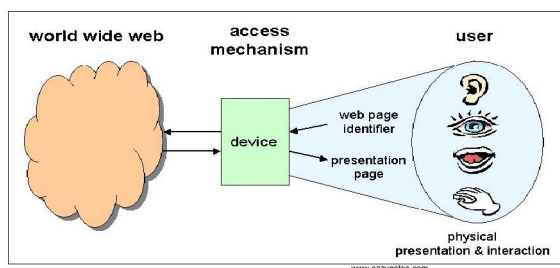 world wide web
access
mechanism
user
device
web page
identifier
presentation
page
physical
presentation & interaction